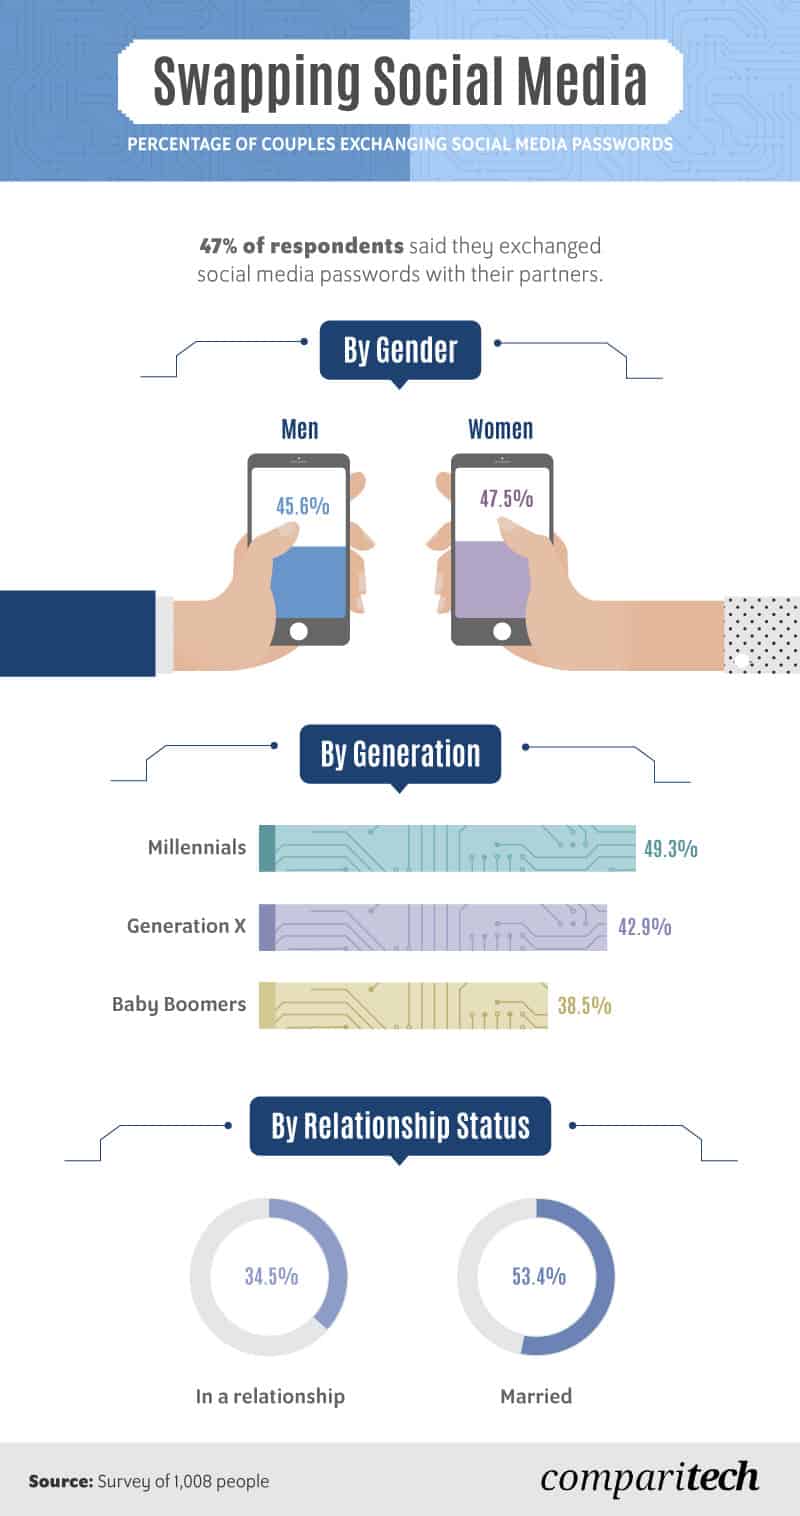 Swapping Social Media
PERCENTAGE OF COUPLES EXCHANGING SOCIAL MEDIA PASSWORDS
47% of respondents said they exchanged
social media passwords with their partners.
By Gender
Men
Women
45.6%
47.5%
By Generation
Millennials
49.3%
Generation X
42.9%
Baby Boomers
38.5%
By Relationship Status
34.5%
53.4%
In a relationship
Married
Source: Survey of 1,008 people
comparitech